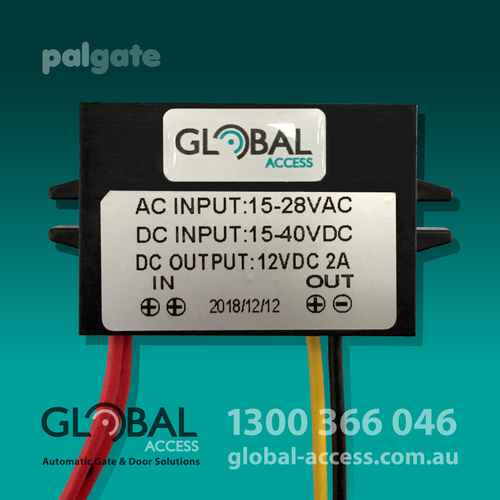 palgate
GLOBAL
ACCESS
AC INPUT:15-28VAC
DC INPUT:15-40VDC
DC OUTPUT:12VDC 2A
IN OUT
⊕⊕ 2018/12/12 ⊕⊖
GLOBAL
ACCESS
Automatic Gate & Door Solutions
1300 366 046
global-access.com.au